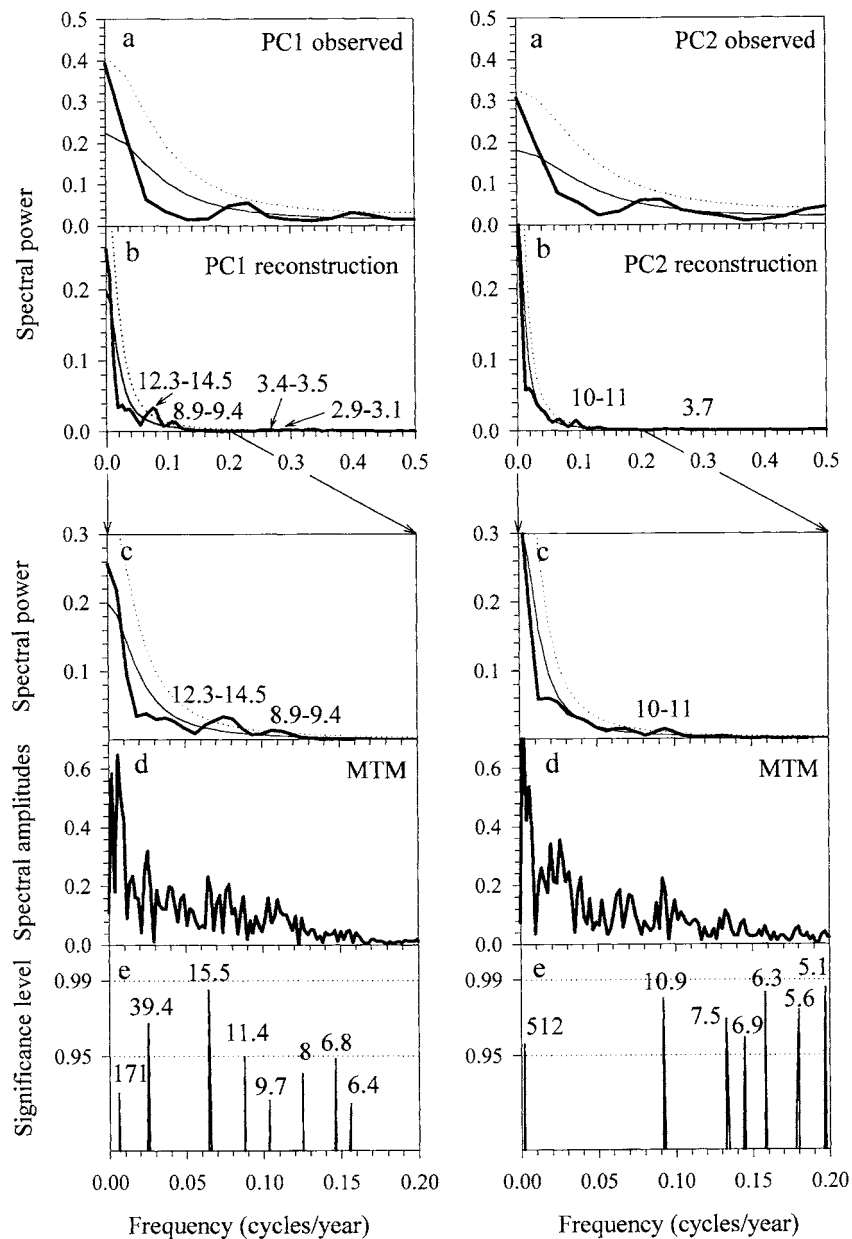 a
PC1 observed
0.5
0.4
0.3
0.2
0.1
0.0
b
PC1 reconstruction
0.2
0.1
0.0
12.3-14.5
8.9-9.4
3.4-3.5
2.9-3.1
0.0 0.1 0.2 0.3 0.4 0.5
Spectral power
c
0.3
0.2
0.1
12.3-14.5
8.9-9.4
Spectral power
d
MTM
0.6
0.4
0.2
0.0
Spectral amplitudes
e
0.99
0.95
171
39.4
15.5
11.4
9.7
8
6.8
6.4
Significance level
0.00 0.05 0.10 0.15 0.20
Frequency (cycles/year)
a
PC2 observed
0.5
0.4
0.3
0.2
0.1
0.0
b
PC2 reconstruction
0.2
0.1
0.0
10-11
3.7
0.0 0.1 0.2 0.3 0.4 0.5
c
0.3
0.2
0.1
10-11
d
MTM
0.6
0.4
0.2
0.0
e
0.99
0.95
512
10.9
7.5
6.9
6.3
5.6
5.1
0.00 0.05 0.10 0.15 0.20
Frequency (cycles/year)